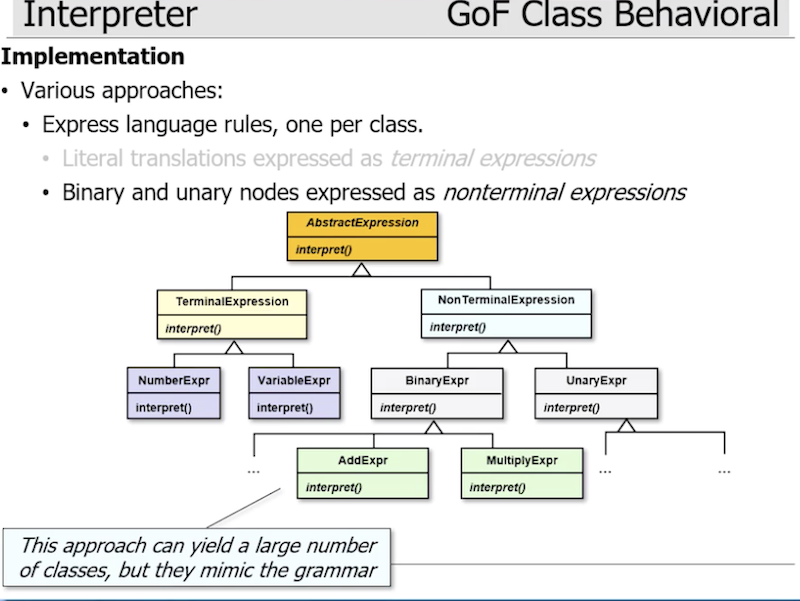 Interpreter GoF Class Behavioral
Implementation
• Various approaches:
• Express language rules, one per class.
• Literal translations expressed as terminal expressions
• Binary and unary nodes expressed as nonterminal expressions
AbstractExpression
interpret()
TerminalExpression
interpret()
NonTerminalExpression
interpret()
NumberExpr
interpret()
VariableExpr
interpret()
BinaryExpr
interpret()
UnaryExpr
interpret()
...
AddExpr
interpret()
MultiplyExpr
interpret()
...
...
This approach can yield a large number
of classes, but they mimic the grammar